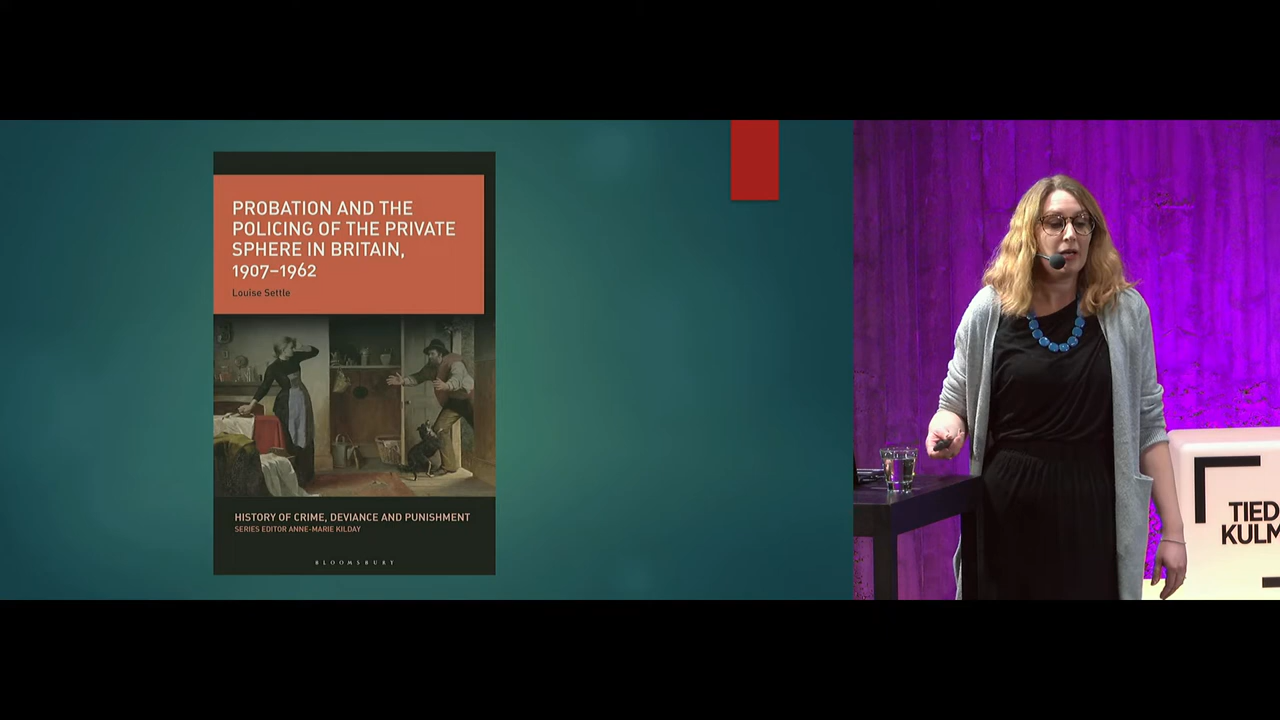 PROBATION AND THE
POLICING OF THE PRIVATE
SPHERE IN BRITAIN,
1907–1962
Louise Settle
HISTORY OF CRIME, DEVIANCE AND PUNISHMENT
SERIES EDITOR ANNE-MARIE KILDAY
BLOOMSBURY
TIED
KULM